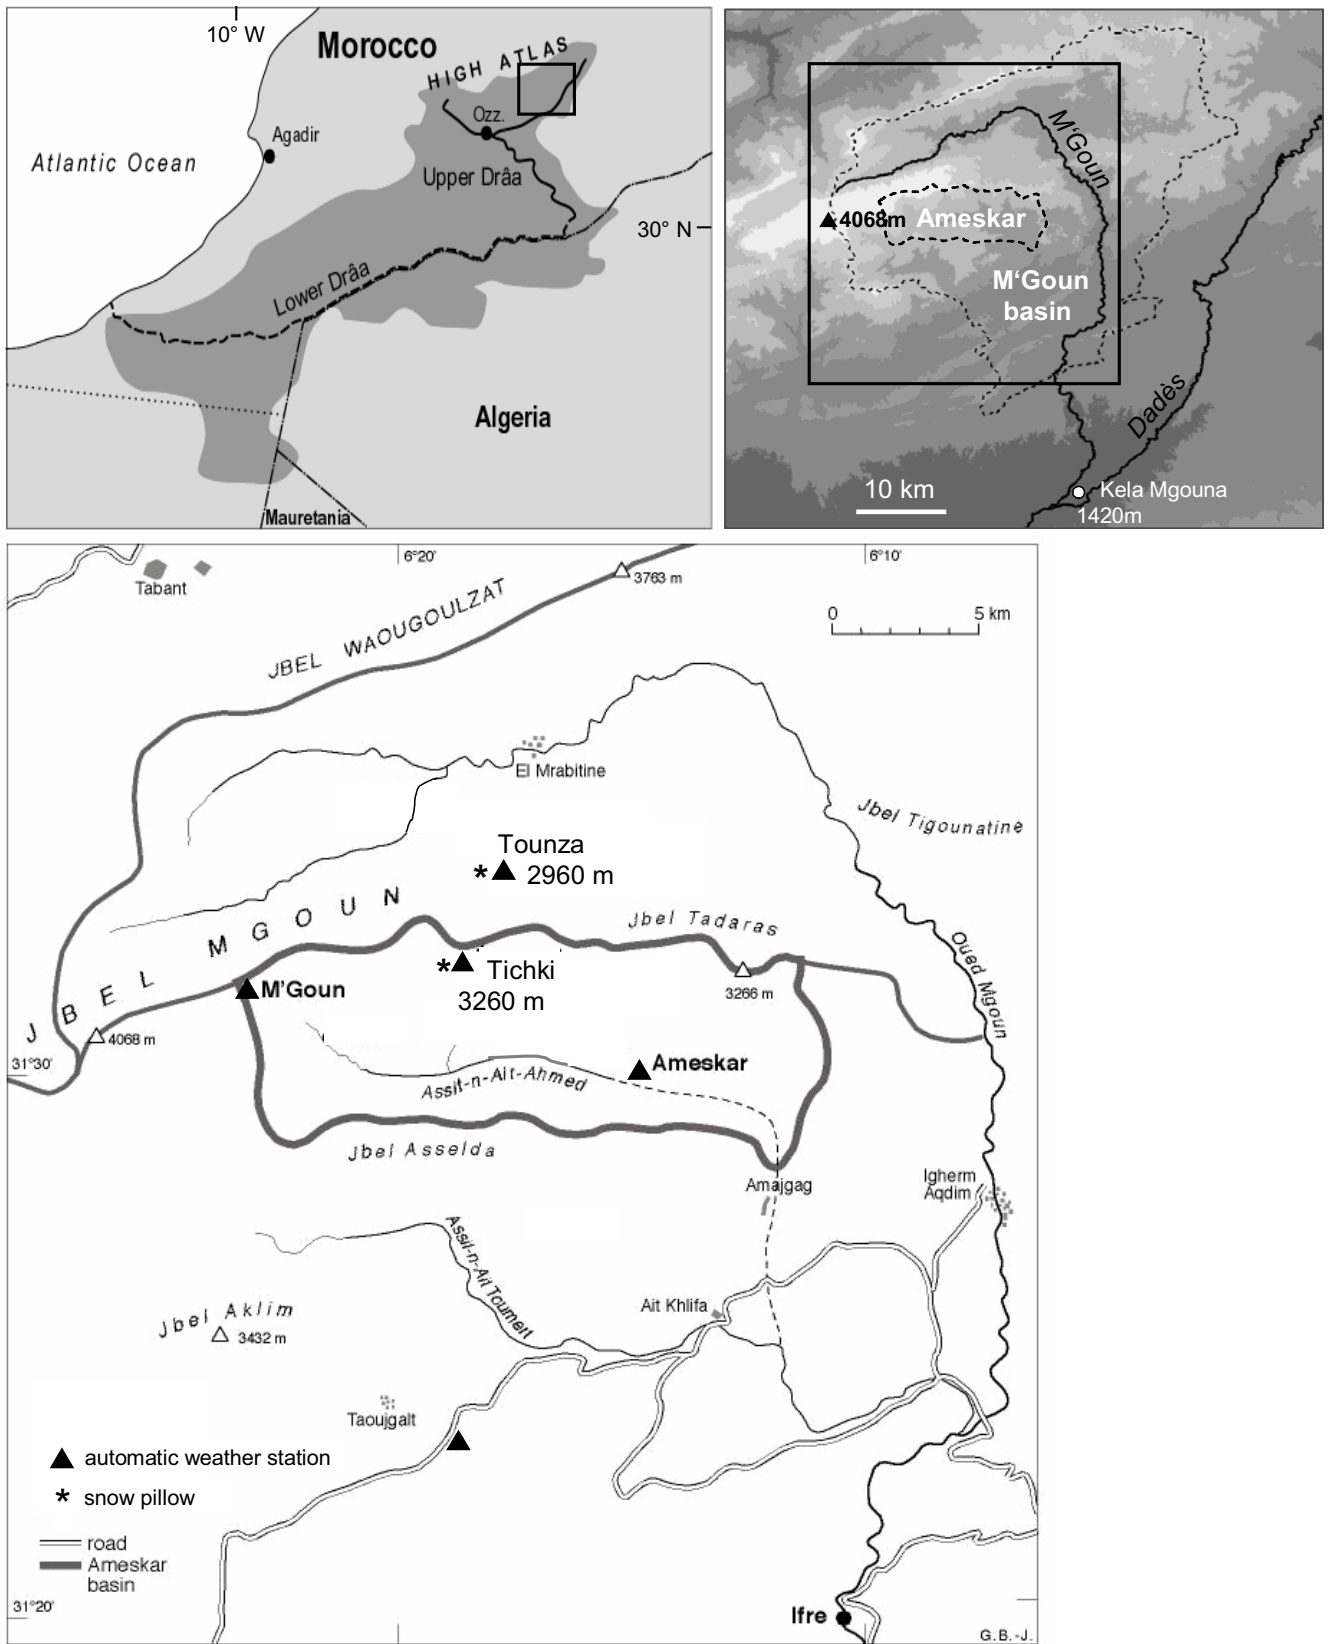 10° W
Morocco
HIGH ATLAS
Ozz.
Agadir
Atlantic Ocean
Upper Drâa
30° N
Lower Drâa
Algeria
Mauretania
M‘Goun
4068m
Ameskar
M‘Goun
basin
Dadès
10 km
Kela Mgouna
1420m
6°20'
6°10'
Tabant
3763 m
0
5 km
JBEL WAOUGOULZAT
El Mrabitine
Jbel Tigounatine
Tounza
* 2960 m
JBEL MGOUN
Jbel Tadaras
Oued Mgoun
* Tichki
3260 m
M'Goun
3266 m
4068 m
31°30'
Ameskar
Assif-n-Ait-Ahmed
Jbel Asselda
Amajgag
Igherm
Aqdim
Assif-n-Ait Toumert
Ait Khlifa
Jbel Aklim
3432 m
Taoujgalt
automatic weather station
* snow pillow
road
Ameskar
basin
31°20'
Ifre
G.B.-J.